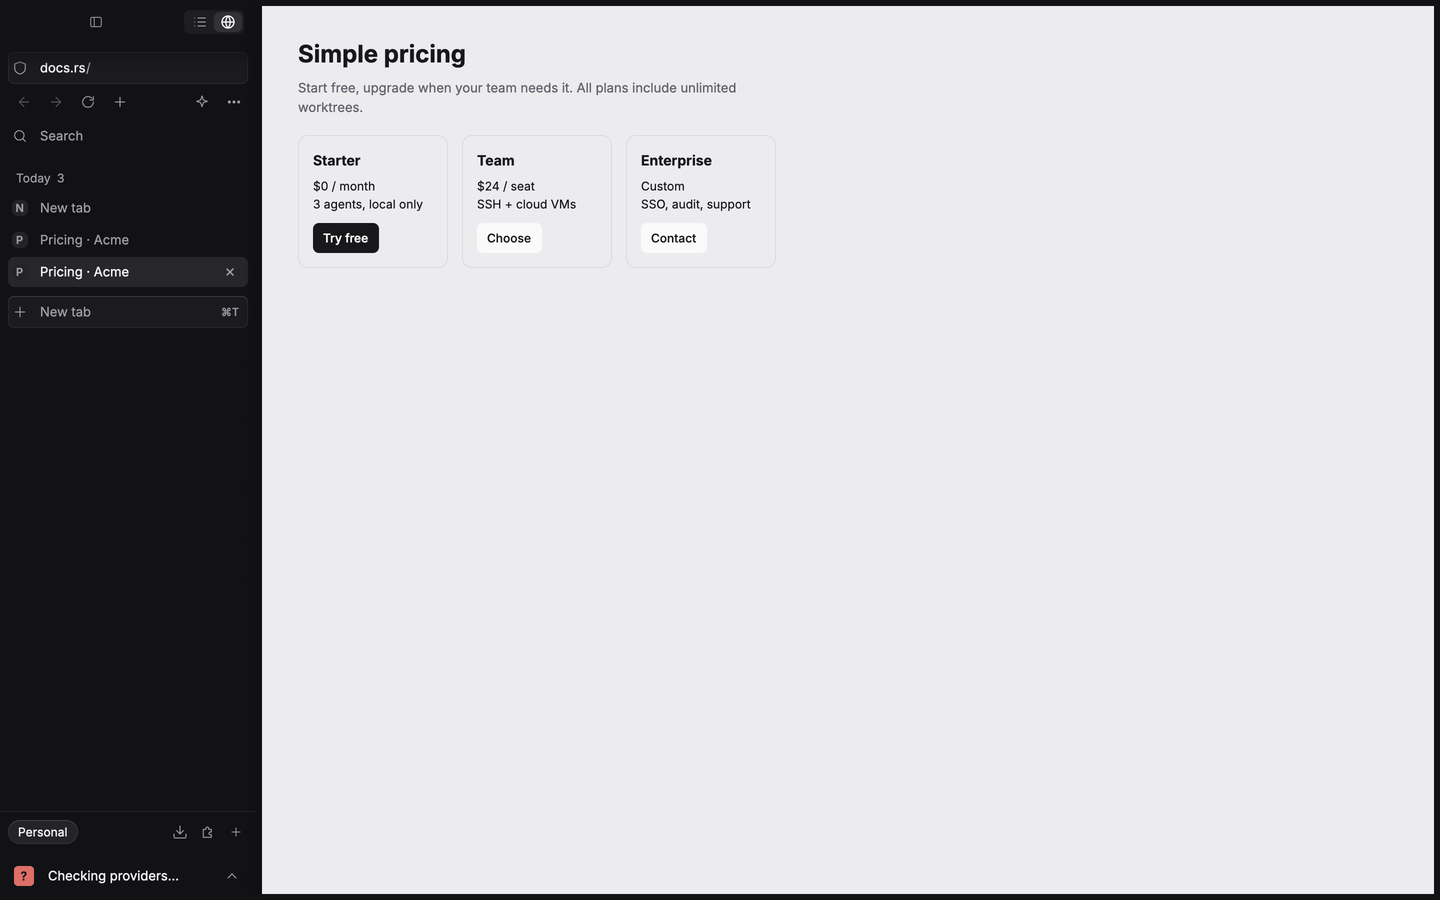 docs.rs/
Search
Today 3
N New tab
P Pricing · Acme
P Pricing · Acme
New tab ⌘T
Personal
? Checking providers...
Simple pricing
Start free, upgrade when your team needs it. All plans include unlimited
worktrees.
Starter
$0 / month
3 agents, local only
Try free
Team
$24 / seat
SSH + cloud VMs
Choose
Enterprise
Custom
SSO, audit, support
Contact